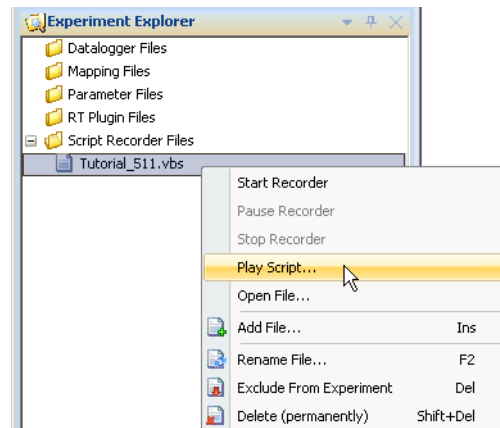 Experiment Explorer
Datalogger Files
Mapping Files
Parameter Files
RT Plugin Files
Script Recorder Files
Tutorial_511.vbs
Start Recorder
Pause Recorder
Stop Recorder
Play Script...
Open File...
Add File... Ins
Rename File... F2
Exclude From Experiment Del
Delete (permanently) Shift+Del